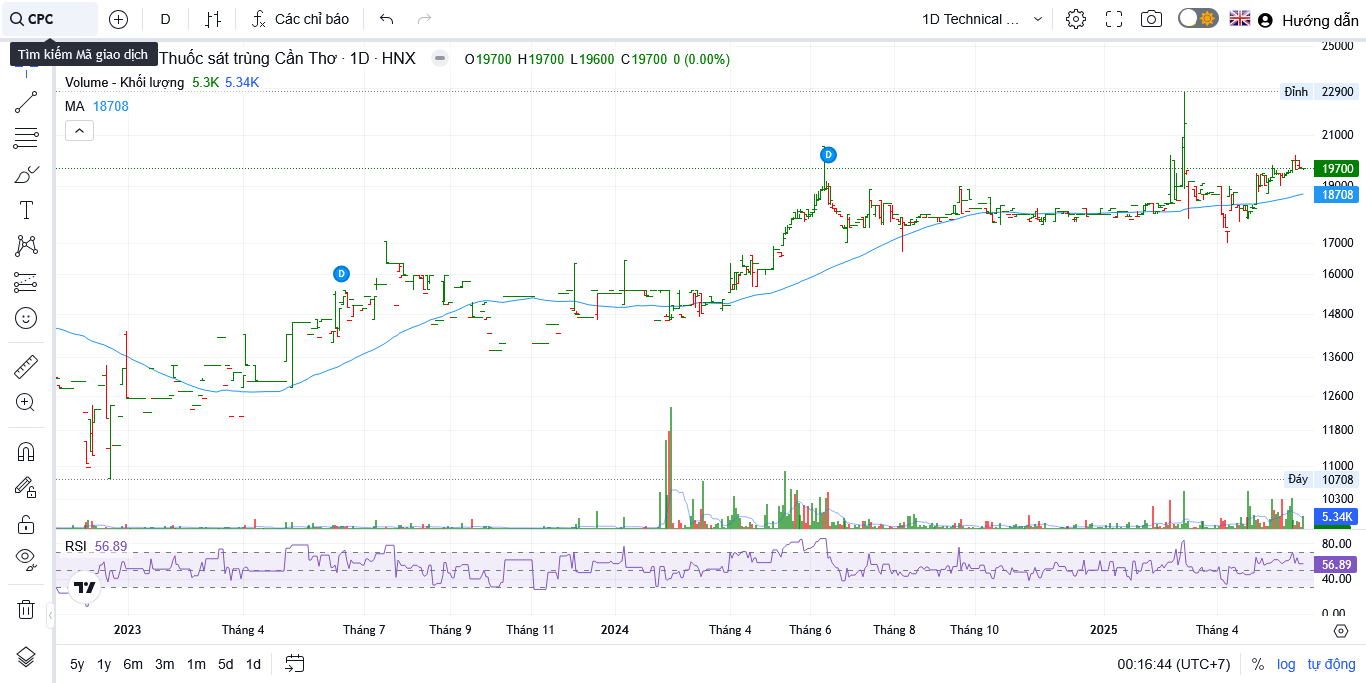 CPC D Các chỉ báo 1D Technical ... Hướng dẫn
Tìm kiếm Mã giao dịch
Thuốc sát trùng Cần Thơ · 1D · HNX O19700 H19700 L19600 C19700 0 (0.00%)
Volume - Khối lượng 5.3K 5.34K
MA 18708
25000
Đỉnh 22900
21000
19700
19000
18708
17000
16000
14800
13600
12600
11800
11000
Đáy 10708
10300
5.34K
D
D
RSI 56.89
80.00
56.89
40.00
0.00
2023 Tháng 4 Tháng 7 Tháng 9 Tháng 11 2024 Tháng 4 Tháng 6 Tháng 8 Tháng 10 2025 Tháng 4
5y 1y 6m 3m 1m 5d 1d 00:16:44 (UTC+7) % log tự động